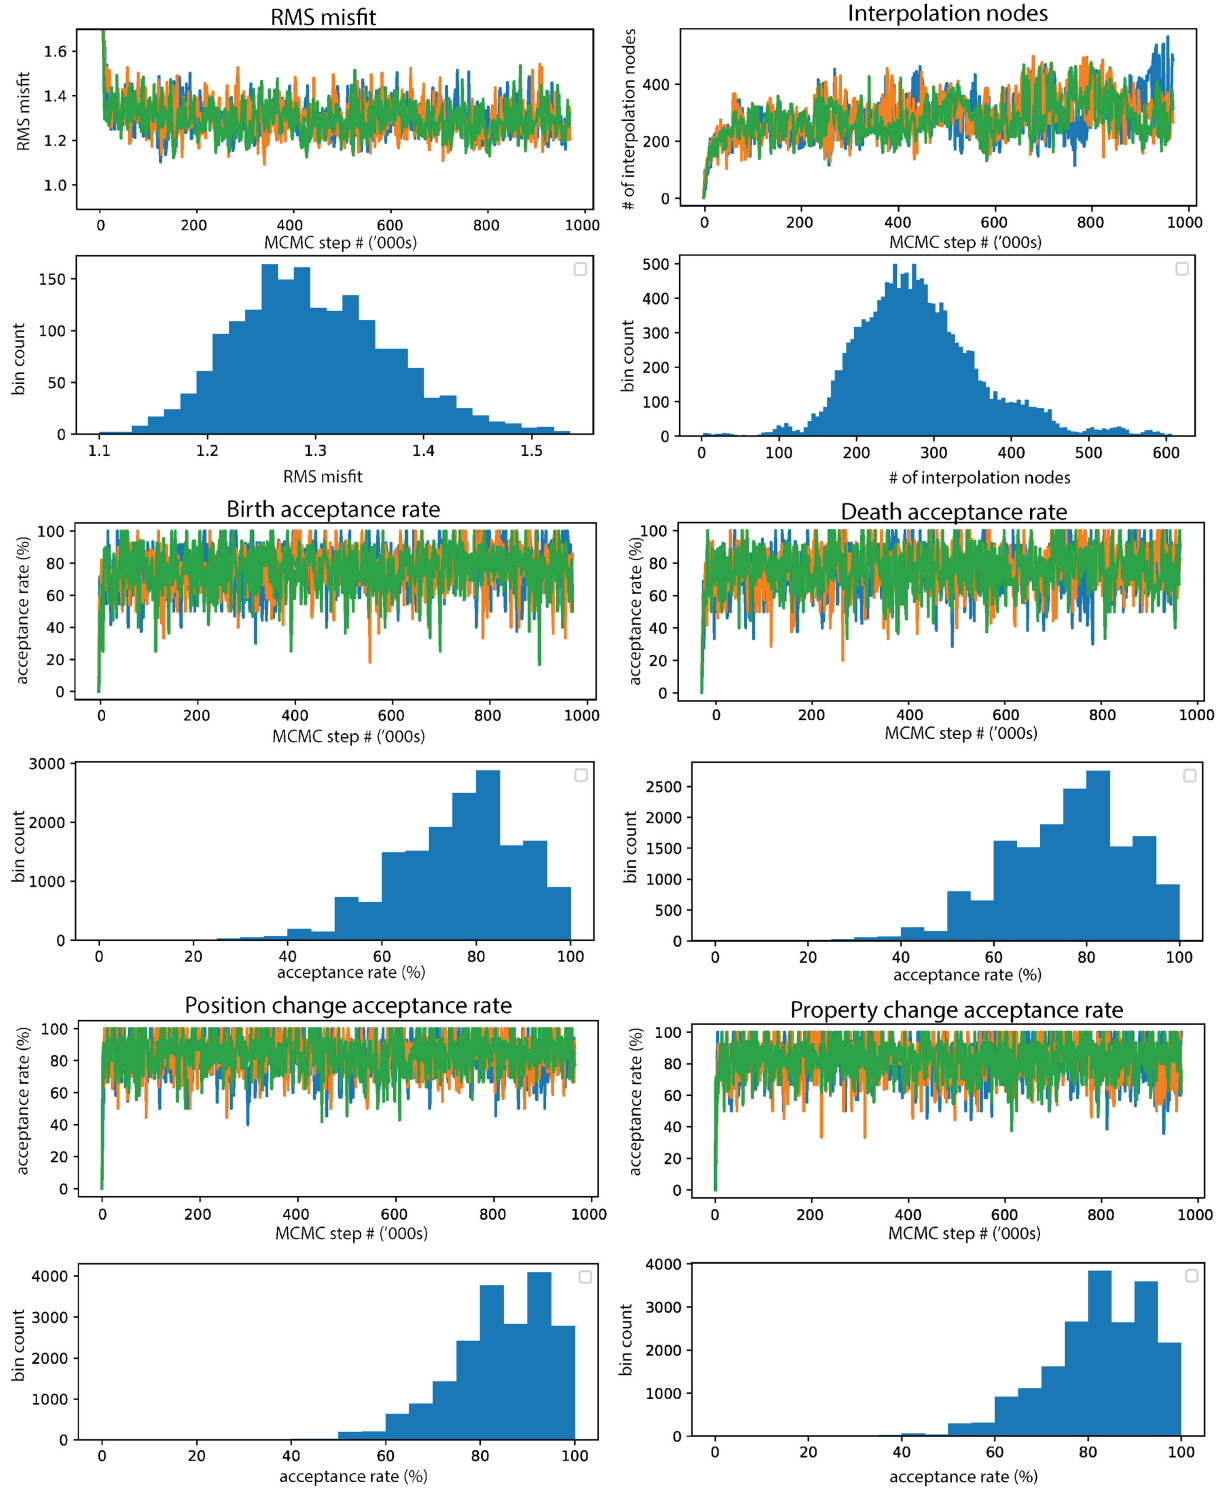 RMS misfit
Interpolation nodes
RMS misfit
1.6
1.4
1.2
1.0
0 200 400 600 800 1000
MCMC step # ('000s)
# of interpolation nodes
400
200
0
0 200 400 600 800 1000
MCMC step # ('000s)
bin count
150
100
50
0
1.1 1.2 1.3 1.4 1.5
RMS misfit
bin count
500
400
300
200
100
0
0 100 200 300 400 500 600
# of interpolation nodes
Birth acceptance rate
Death acceptance rate
acceptance rate (%)
100
80
60
40
20
0
0 200 400 600 800 1000
MCMC step # ('000s)
acceptance rate (%)
100
80
60
40
20
0
0 200 400 600 800 1000
MCMC step # ('000s)
bin count
3000
2000
1000
0
0 20 40 60 80 100
acceptance rate (%)
bin count
2500
2000
1500
1000
500
0
0 20 40 60 80 100
acceptance rate (%)
Position change acceptance rate
Property change acceptance rate
acceptance rate (%)
100
80
60
40
20
0
0 200 400 600 800 1000
MCMC step # ('000s)
acceptance rate (%)
100
80
60
40
20
0
0 200 400 600 800 1000
MCMC step # ('000s)
bin count
4000
3000
2000
1000
0
0 20 40 60 80 100
acceptance rate (%)
bin count
4000
3000
2000
1000
0
0 20 40 60 80 100
acceptance rate (%)